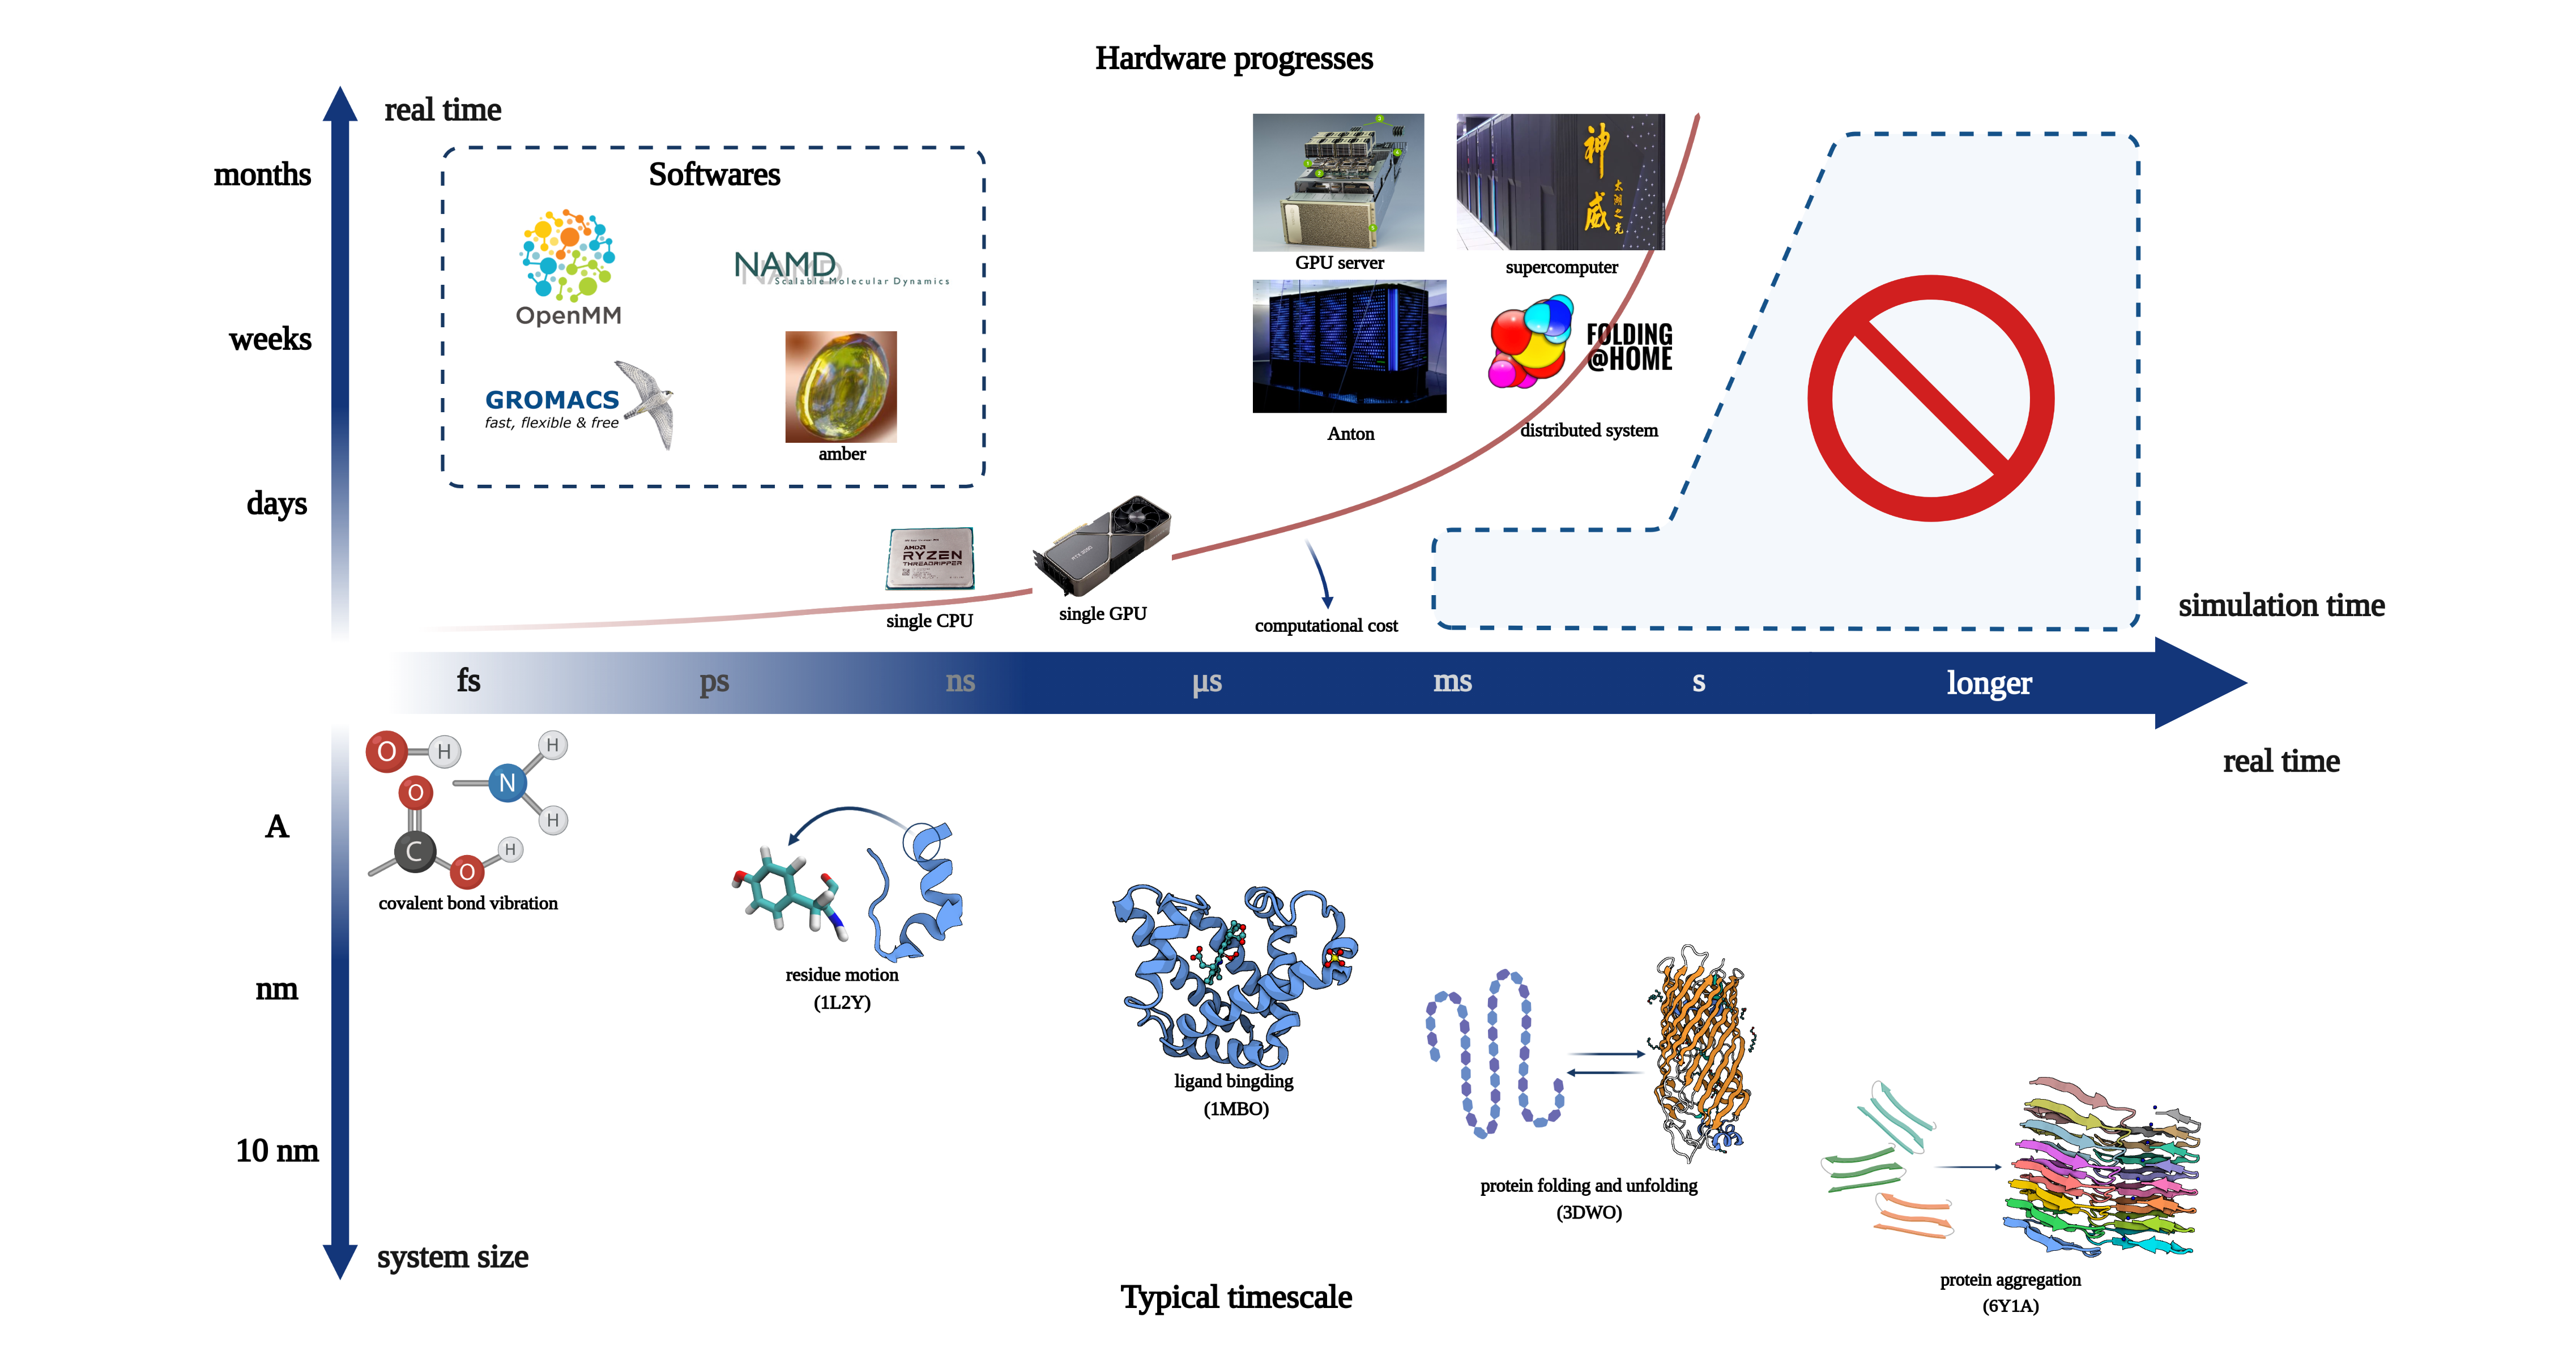 Hardware progresses
real time
months
weeks
days
Softwares
OpenMM
NAMD
Scalable Molecular Dynamics
GROMACS
fast, flexible & free
amber
GPU server
神威
太湖之光
supercomputer
Anton
FOLDING
@HOME
distributed system
AMD
RYZEN
THREADRIPPER
single CPU
single GPU
computational cost
simulation time
fs
ps
ns
μs
ms
s
longer
real time
A
nm
10 nm
system size
O
H
N
H
H
O
C
O
H
covalent bond vibration
residue motion
(1L2Y)
ligand bingding
(1MBO)
protein folding and unfolding
(3DWO)
protein aggregation
(6Y1A)
Typical timescale